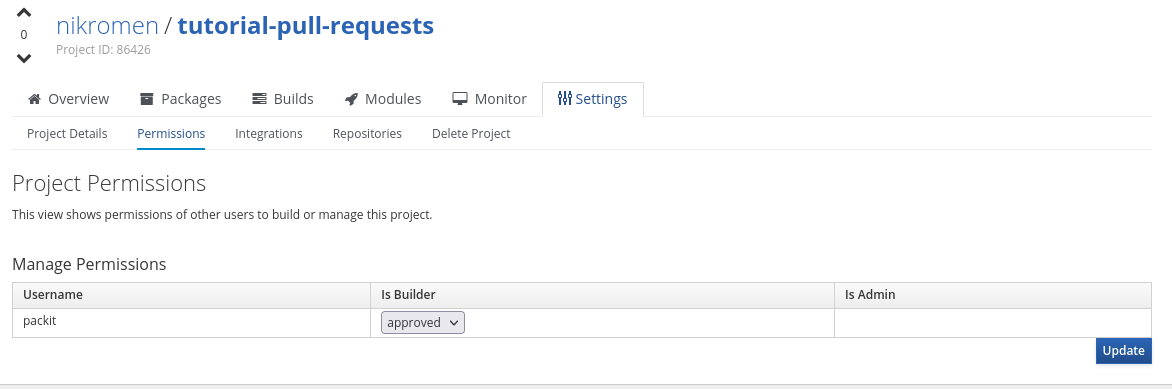 nikromen / tutorial-pull-requests
0
Project ID: 86426
Overview Packages Builds Modules Monitor Settings
Project Details Permissions Integrations Repositories Delete Project
Project Permissions
This view shows permissions of other users to build or manage this project.
Manage Permissions
Username Is Builder Is Admin
packit approved
Update